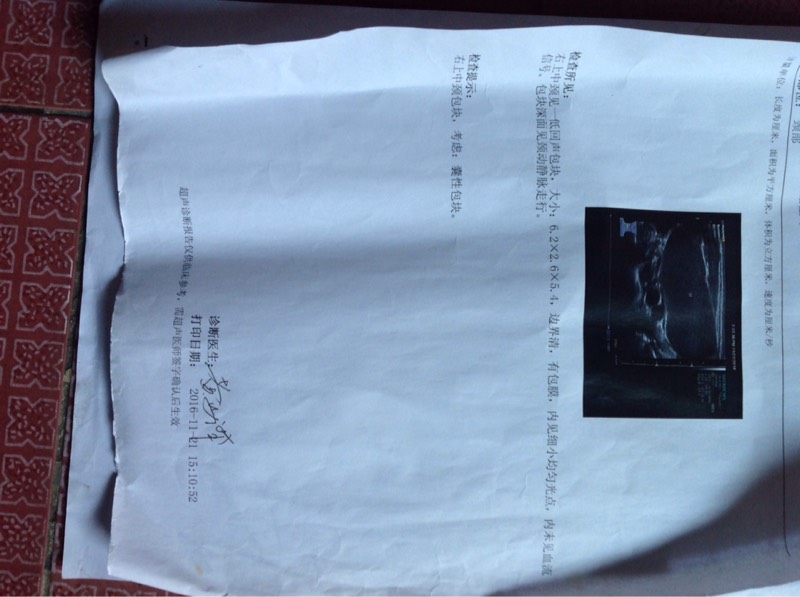 颈部
长度为厘米，面积为平方厘米，体积为立方厘米，速度为厘米/秒
检查所见：
右上中颈见一低回声包块，大小：6.2×2.6×5.4，边界清，有包膜，内见细小均匀光点，内未见血流
信号。包块深面见颈动静脉走行。
检查提示：
右上中颈包块，考虑：囊性包块。
诊断医生：
打印日期： 2016-11-21 15:10:52
超声诊断报告仅供临床参考，需超声医师签字确认后生效